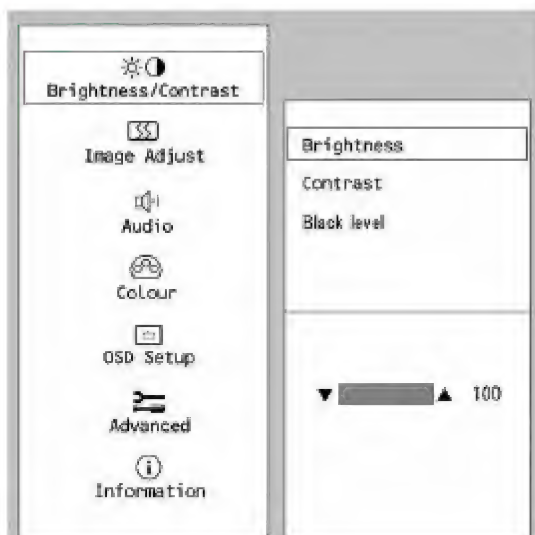 Brightness/Contrast
Image Adjust
Audio
Colour
OSD Setup
Advanced
Information
Brightness
Contrast
Black level
100